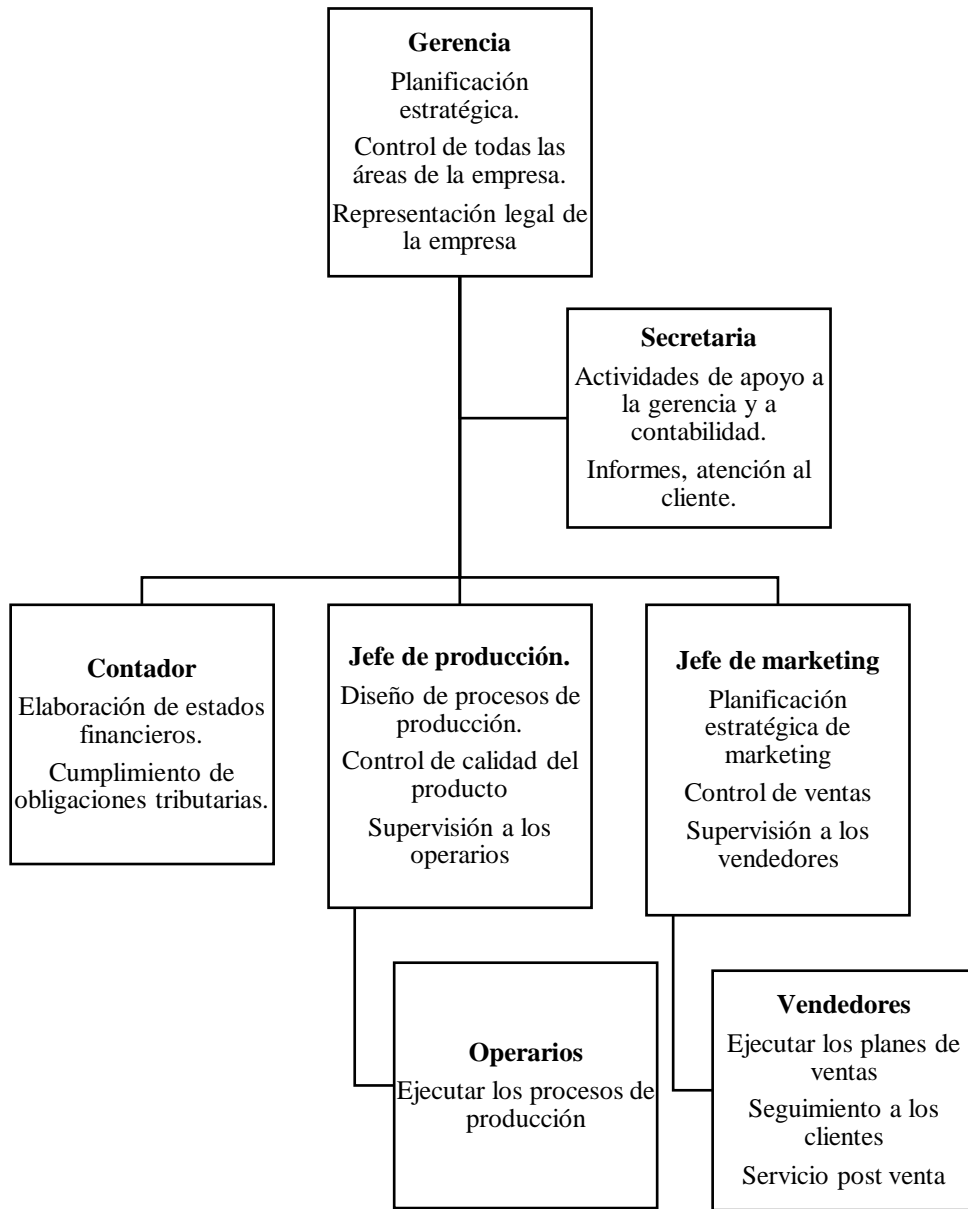 Gerencia
Planificación
estratégica.
Control de todas las
áreas de la empresa.
Representación legal de
la empresa
Secretaria
Actividades de apoyo a
la gerencia y a
contabilidad.
Informes, atención al
cliente.
Contador
Elaboración de estados
financieros.
Cumplimiento de
obligaciones tributarias.
Jefe de producción.
Diseño de procesos de
producción.
Control de calidad del
producto
Supervisión a los
operarios
Jefe de marketing
Planificación
estratégica de
marketing
Control de ventas
Supervisión a los
vendedores
Operarios
Ejecutar los procesos de
producción
Vendedores
Ejecutar los planes de
ventas
Seguimiento a los
clientes
Servicio post venta